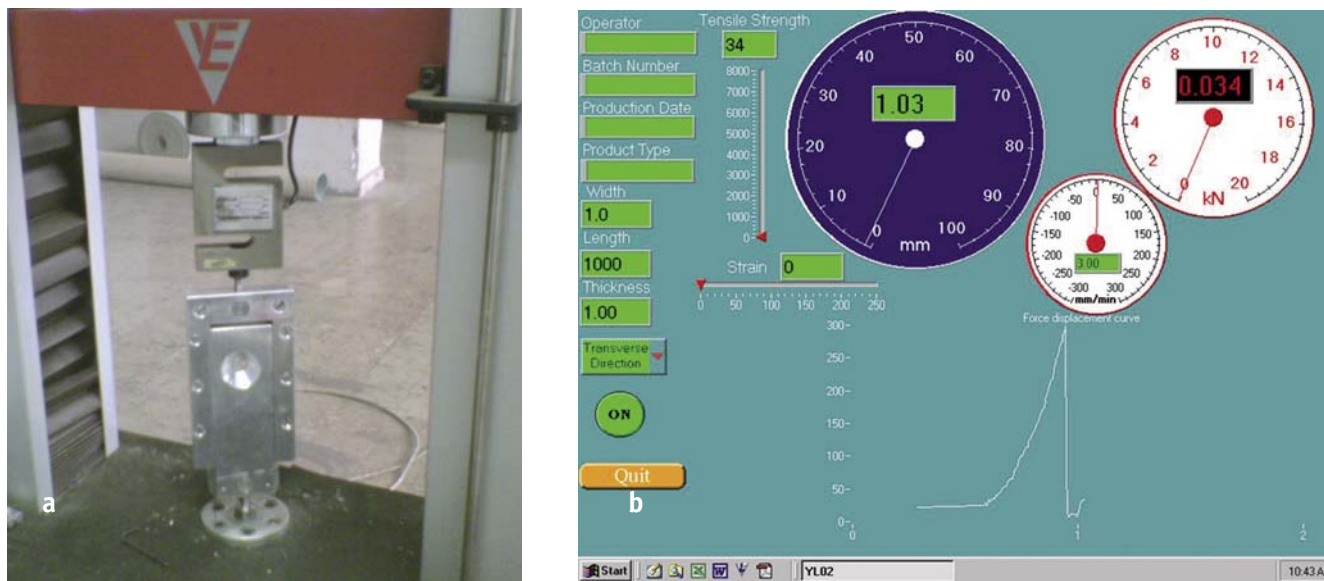 YE
a
Operator
Tensile Strength
34
Batch Number
Production Date
Product Type
Width
1.0
Length
1000
Thickness
1.00
Transverse
Direction
ON
Quit
b
8000
7000
6000
5000
4000
3000
2000
1000
0
Strain 0
0 50 100 150 200 250
0 10 20 30 40 50 60 70 80 90 100
1.03
mm
0 2 4 6 8 10 12 14 16 18 20
0.034
kN
-300 -250 -200 -150 -100 -50 0 50 100 150 200 250 300
3.00
mm/min
Force displacement curve
300
250
200
150
100
50
0
0 1 2
Start
YL02
10:43 A